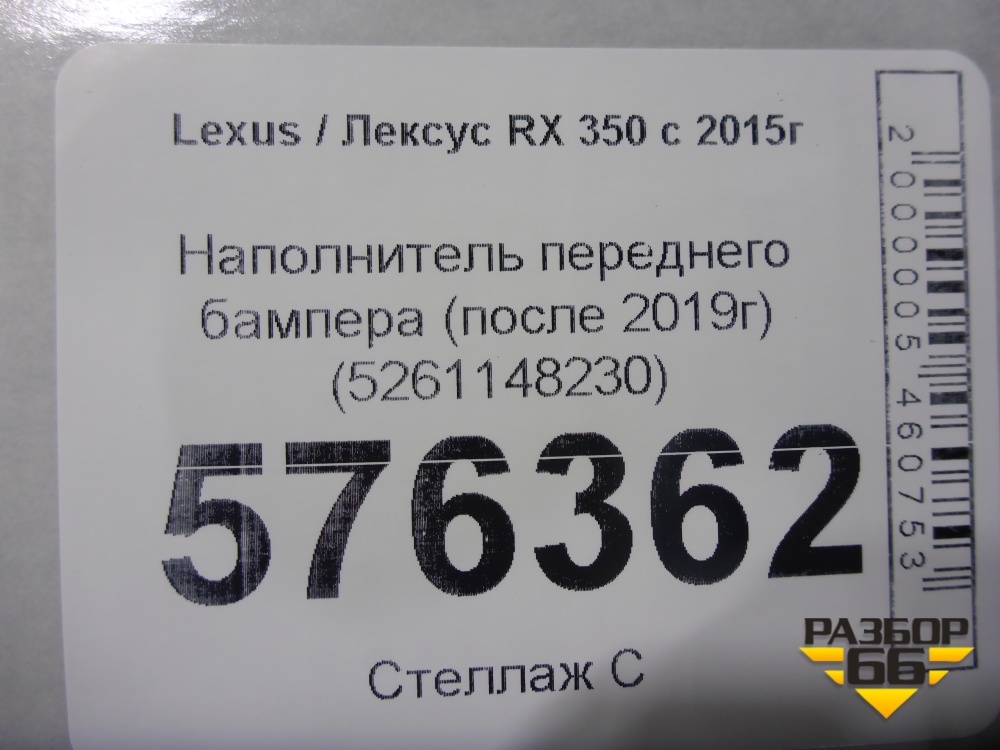 Lexus / Лексус RX 350 с 2015г
Наполнитель переднего
бампера (после 2019г)
(5261148230)
576362
Стеллаж С
2000005460753
РАЗБОР
66